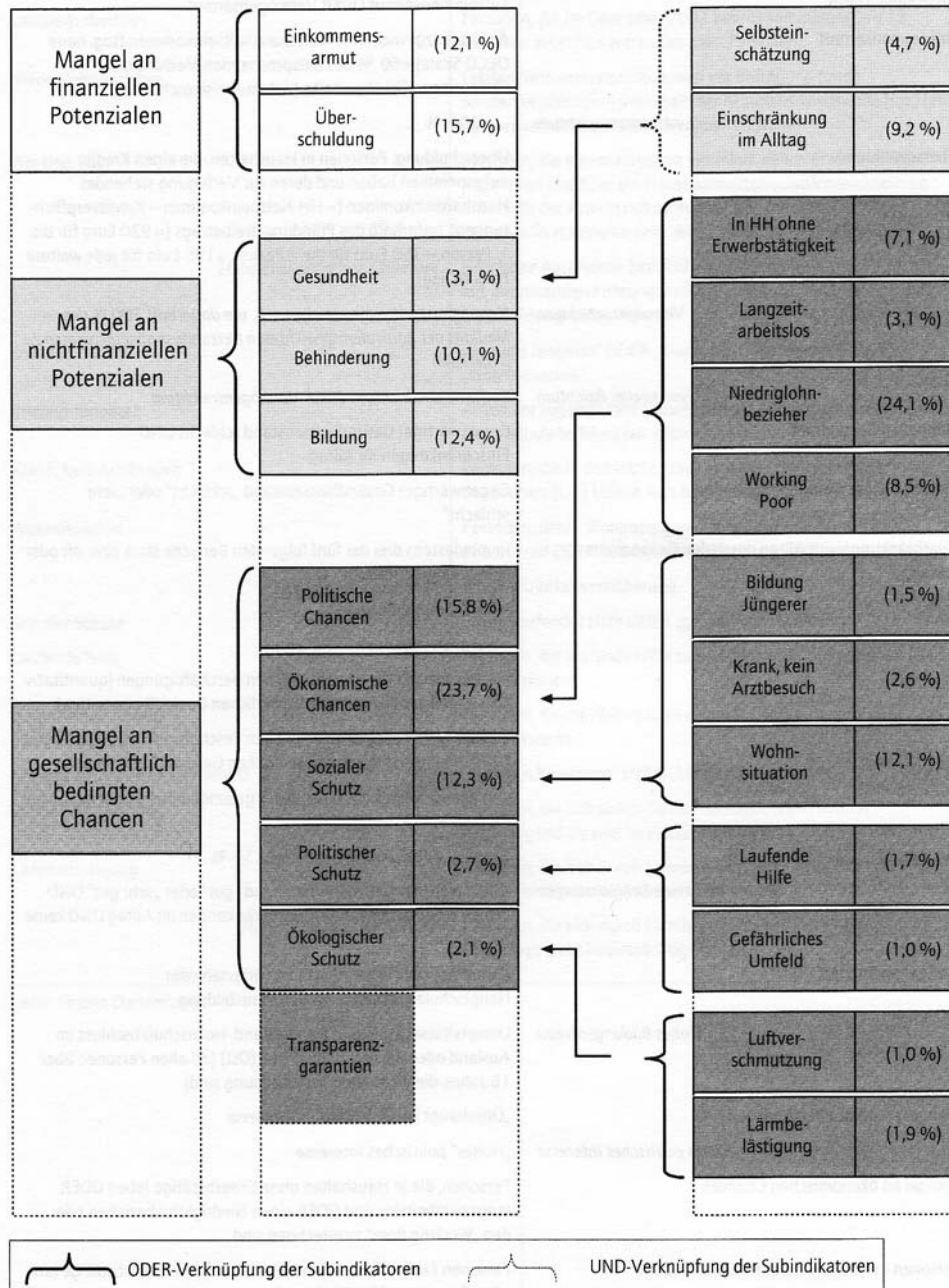 Mangel an
finanziellen
Potenzialen
Einkommens-
armut
(12,1 %)
Über-
schuldung
(15,7 %)
Mangel an
nichtfinanziellen
Potenzialen
Gesundheit
(3,1 %)
Behinderung
(10,1 %)
Bildung
(12,4 %)
Mangel an
gesellschaftlich
bedingten
Chancen
Politische
Chancen
(15,8 %)
Ökonomische
Chancen
(23,7 %)
Sozialer
Schutz
(12,3 %)
Politischer
Schutz
(2,7 %)
Ökologischer
Schutz
(2,1 %)
Transparenz-
garantien
Selbstein-
schätzung
(4,7 %)
Einschränkung
im Alltag
(9,2 %)
In HH ohne
Erwerbstätigkeit
(7,1 %)
Langzeit-
arbeitslos
(3,1 %)
Niedriglohn-
bezieher
(24,1 %)
Working
Poor
(8,5 %)
Bildung
Jüngerer
(1,5 %)
Krank, kein
Arztbesuch
(2,6 %)
Wohn-
situation
(12,1 %)
Laufende
Hilfe
(1,7 %)
Gefährliches
Umfeld
(1,0 %)
Luftver-
schmutzung
(1,0 %)
Lärmbe-
lästigung
(1,9 %)
ODER-Verknüpfung der Subindikatoren
UND-Verknüpfung der Subindikatoren